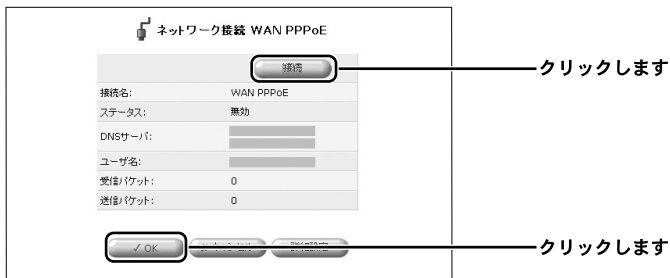 ネットワーク接続 WAN PPPoE
接続
クリックします
接続名: WAN PPPoE
ステータス: 無効
DNSサーバ:
ユーザ名:
受信パケット: 0
送信パケット: 0
✓ OK
クリックします